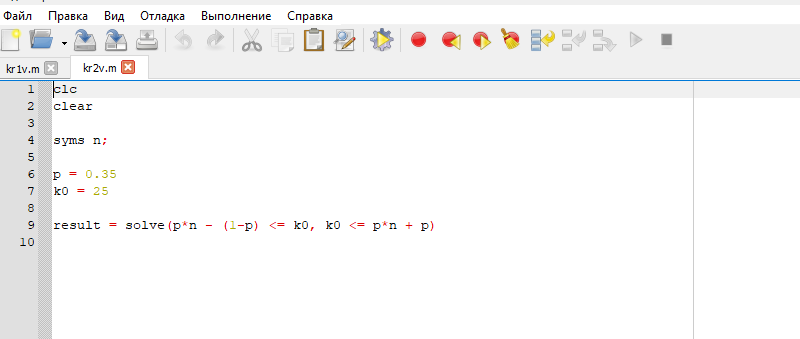 Файл Правка Вид Отладка Выполнение Справка
kr1v.m kr2v.m
1 clc
2 clear
3
4 syms n;
5
6 p = 0.35
7 k0 = 25
8
9 result = solve(p*n - (1-p) <= k0, k0 <= p*n + p)
10